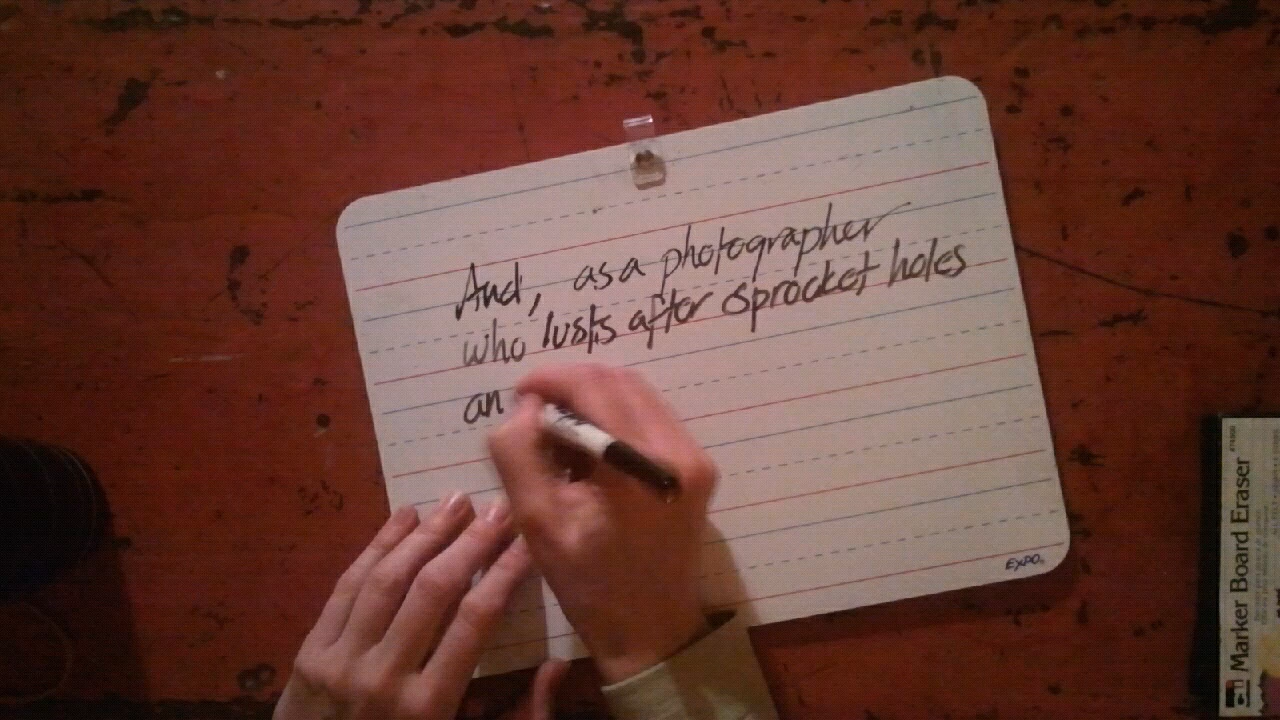 And, as a photographer
who lusts after sprocket holes
an
EXPO
Marker Board Eraser